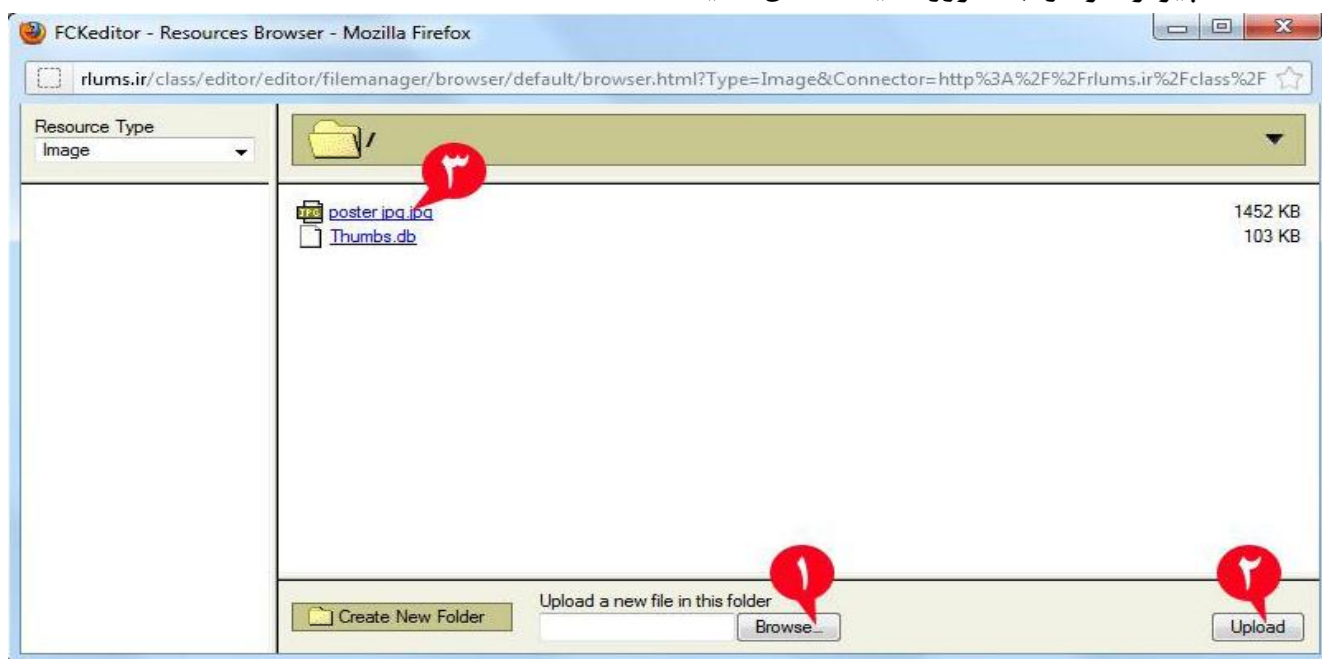 FCKeditor - Resources Browser - Mozilla Firefox
rlums.ir/class/editor/editor/filemanager/browser/default/browser.html?Type=Image&Connector=http%3A%2F%2Frlums.ir%2Fclass%2F
Resource Type
Image
/
۳
poster jpg.jpg 1452 KB
Thumbs.db 103 KB
۱
۲
Create New Folder
Upload a new file in this folder
Browse...
Upload